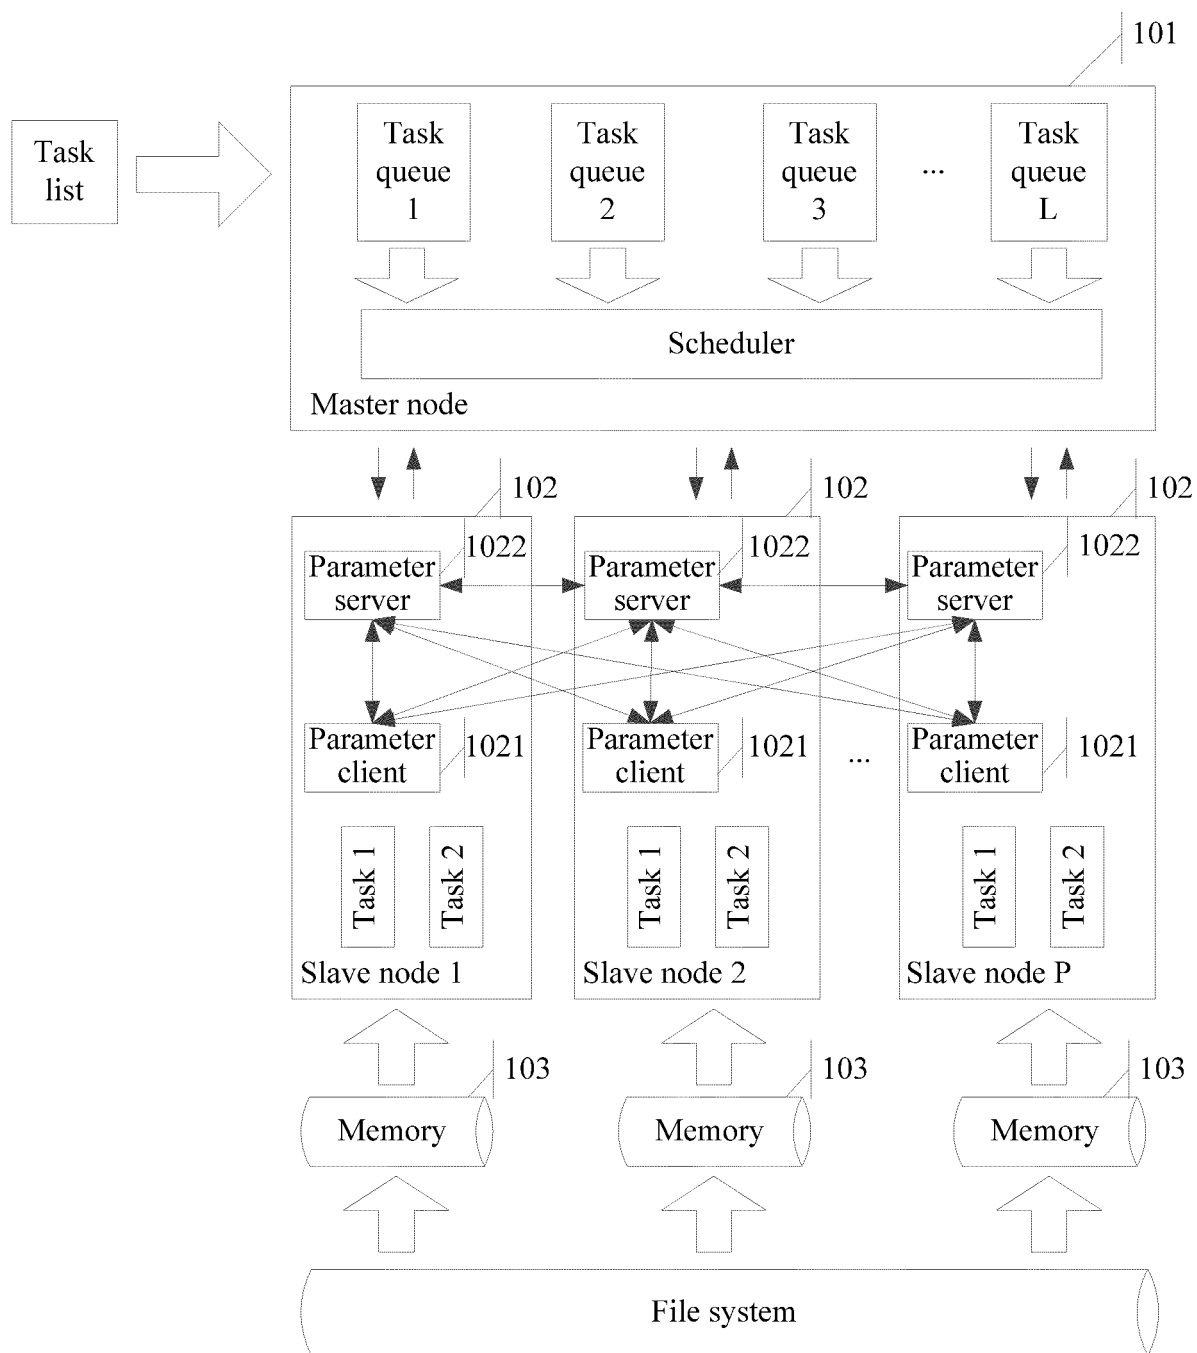 101
Task
list
Task
queue
1
Task
queue
2
Task
queue
3
...
Task
queue
L
Scheduler
Master node
102
102
102
1022
1022
1022
Parameter
server
Parameter
server
Parameter
server
Parameter
client
1021
Parameter
client
1021
...
Parameter
client
1021
Task 1
Task 2
Task 1
Task 2
Task 1
Task 2
Slave node 1
Slave node 2
Slave node P
103
103
103
Memory
Memory
Memory
File system